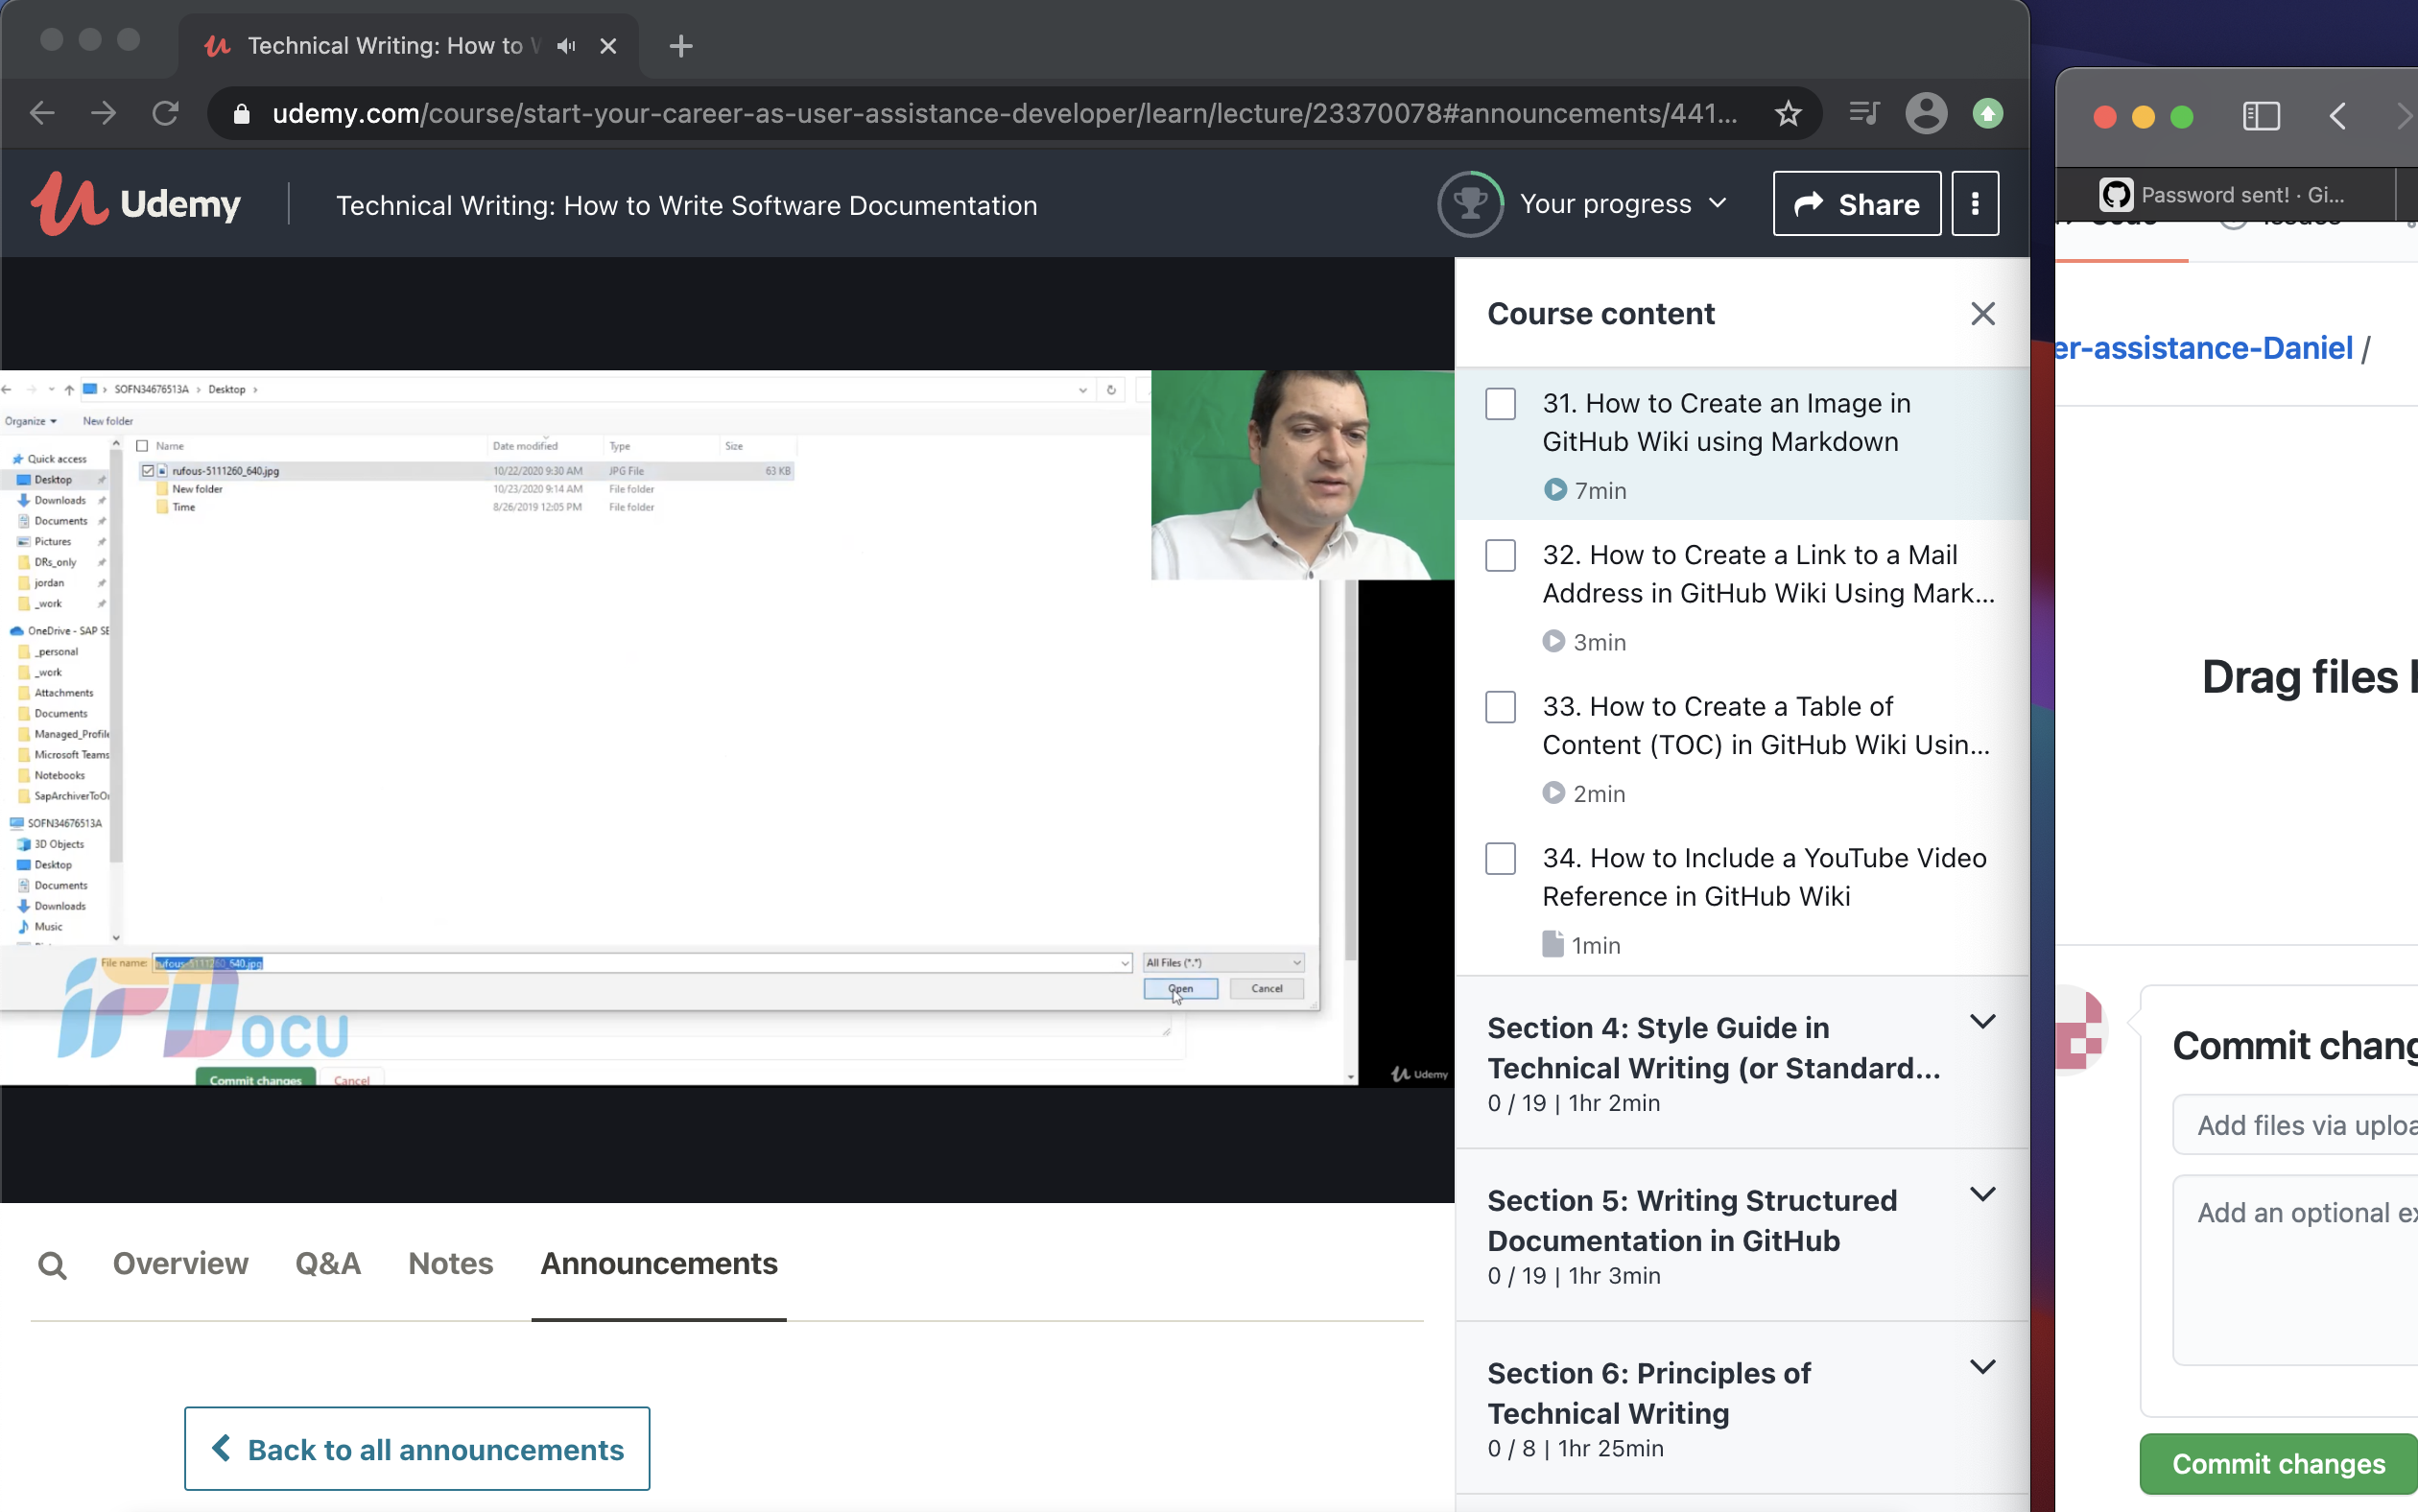 Technical Writing: How to W
udemy.com/course/start-your-career-as-user-assistance-developer/learn/lecture/23370078#announcements/441...
Udemy
Technical Writing: How to Write Software Documentation
Your progress
Share
SOFN34676513A > Desktop >
Organize
New folder
Name
Date modified
Type
Size
rufous-5111260_640.jpg
10/22/2020 9:30 AM
JPG File
63 KB
New folder
10/23/2020 9:14 AM
File folder
Time
8/26/2019 12:05 PM
File folder
Quick access
Desktop
Downloads
Documents
Pictures
DRs_only
jordan
_work
OneDrive - SAP SE
_personal
_work
Attachments
Documents
Managed_Profile
Microsoft Teams
Notebooks
SapArchiverToOn
SOFN34676513A
3D Objects
Desktop
Documents
Downloads
Music
File name:
rufous-5111260_640.jpg
All Files (*.*)
Open
Cancel
iFDOCU
Commit changes
Cancel
Udemy
Course content
31. How to Create an Image in
GitHub Wiki using Markdown
7min
32. How to Create a Link to a Mail
Address in GitHub Wiki Using Mark...
3min
33. How to Create a Table of
Content (TOC) in GitHub Wiki Usin...
2min
34. How to Include a YouTube Video
Reference in GitHub Wiki
1min
Section 4: Style Guide in
Technical Writing (or Standard...
0 / 19 | 1hr 2min
Section 5: Writing Structured
Documentation in GitHub
0 / 19 | 1hr 3min
Section 6: Principles of
Technical Writing
0 / 8 | 1hr 25min
Overview
Q&A
Notes
Announcements
Back to all announcements
Password sent! · Gi...
er-assistance-Daniel /
Drag files
Commit chang
Add files via uploa
Add an optional ex
Commit changes